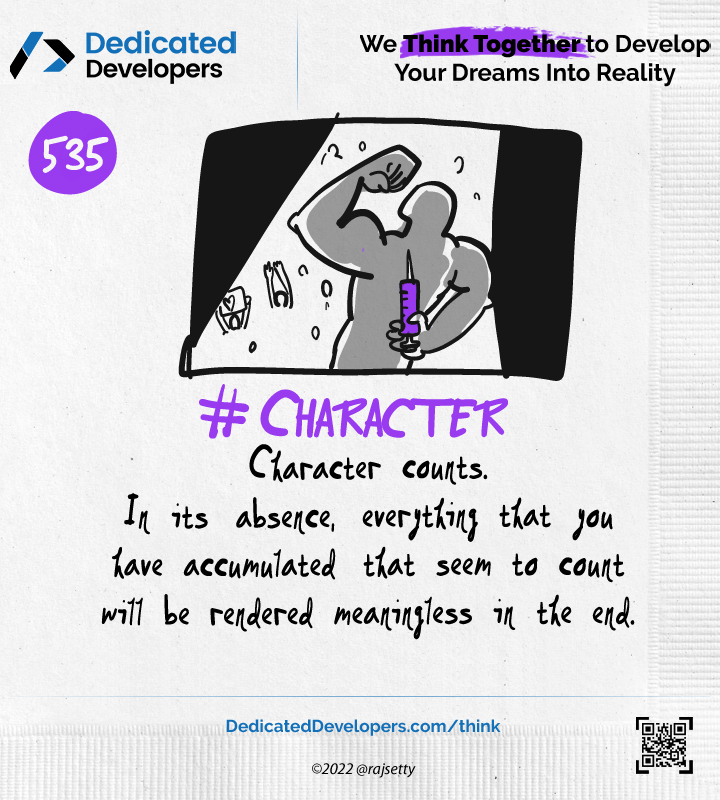 Dedicated
Developers
We Think Together to Develop
Your Dreams Into Reality
535
# CHARACTER
Character counts.
In its absence, everything that you
have accumulated that seem to count
will be rendered meaningless in the end.
DedicatedDevelopers.com/think
©2022 @rajsetty